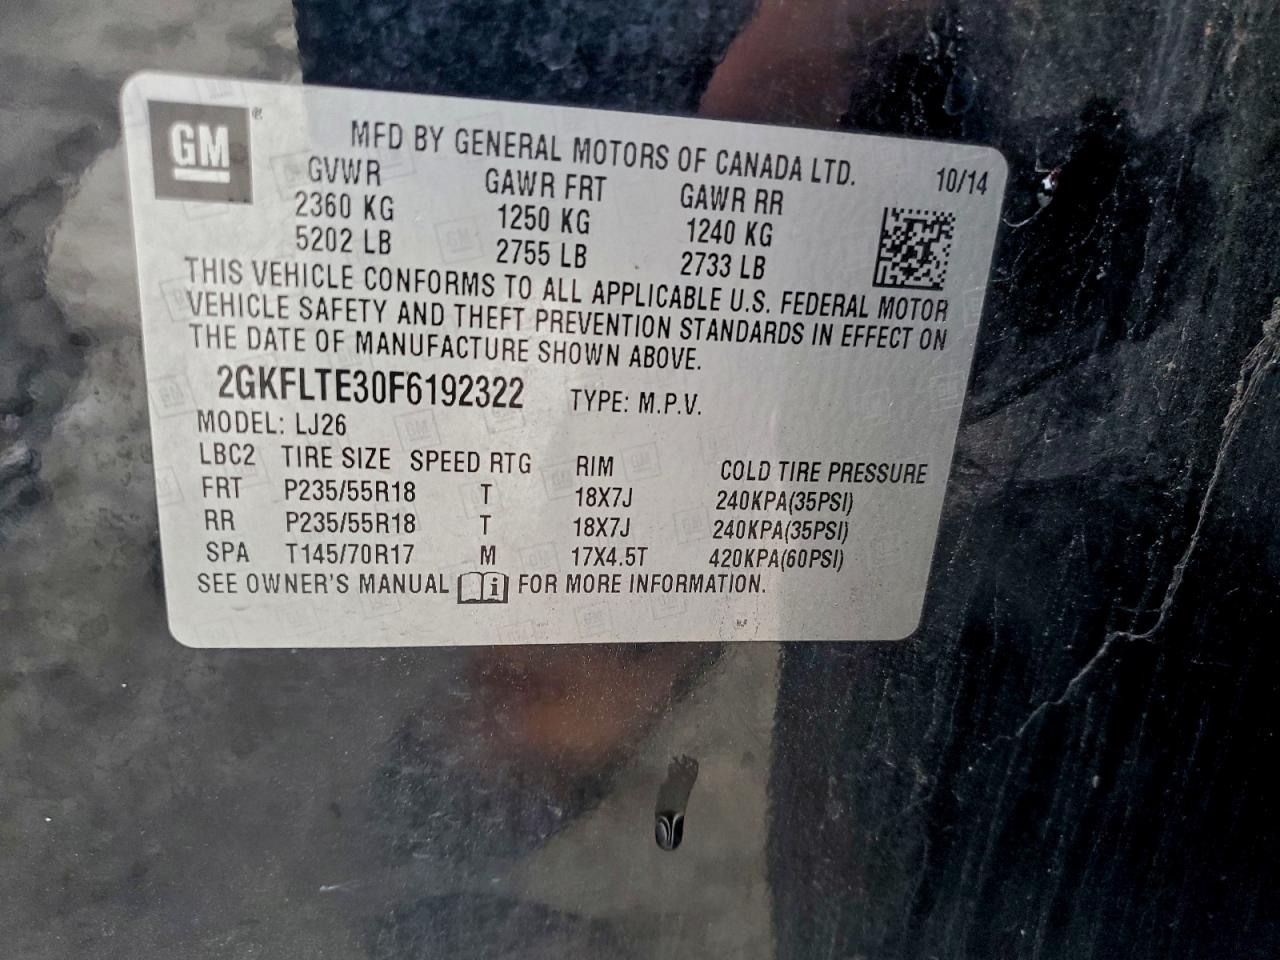 GM ®
MFD BY GENERAL MOTORS OF CANADA LTD.
10/14
GVWR GAWR FRT GAWR RR
2360 KG 1250 KG 1240 KG
5202 LB 2755 LB 2733 LB
THIS VEHICLE CONFORMS TO ALL APPLICABLE U.S. FEDERAL MOTOR
VEHICLE SAFETY AND THEFT PREVENTION STANDARDS IN EFFECT ON
THE DATE OF MANUFACTURE SHOWN ABOVE.
2GKFLTE30F6192322 TYPE: M.P.V.
MODEL: LJ26
LBC2 TIRE SIZE SPEED RTG RIM COLD TIRE PRESSURE
FRT P235/55R18 T 18X7J 240KPA(35PSI)
RR P235/55R18 T 18X7J 240KPA(35PSI)
SPA T145/70R17 M 17X4.5T 420KPA(60PSI)
SEE OWNER'S MANUAL i FOR MORE INFORMATION.